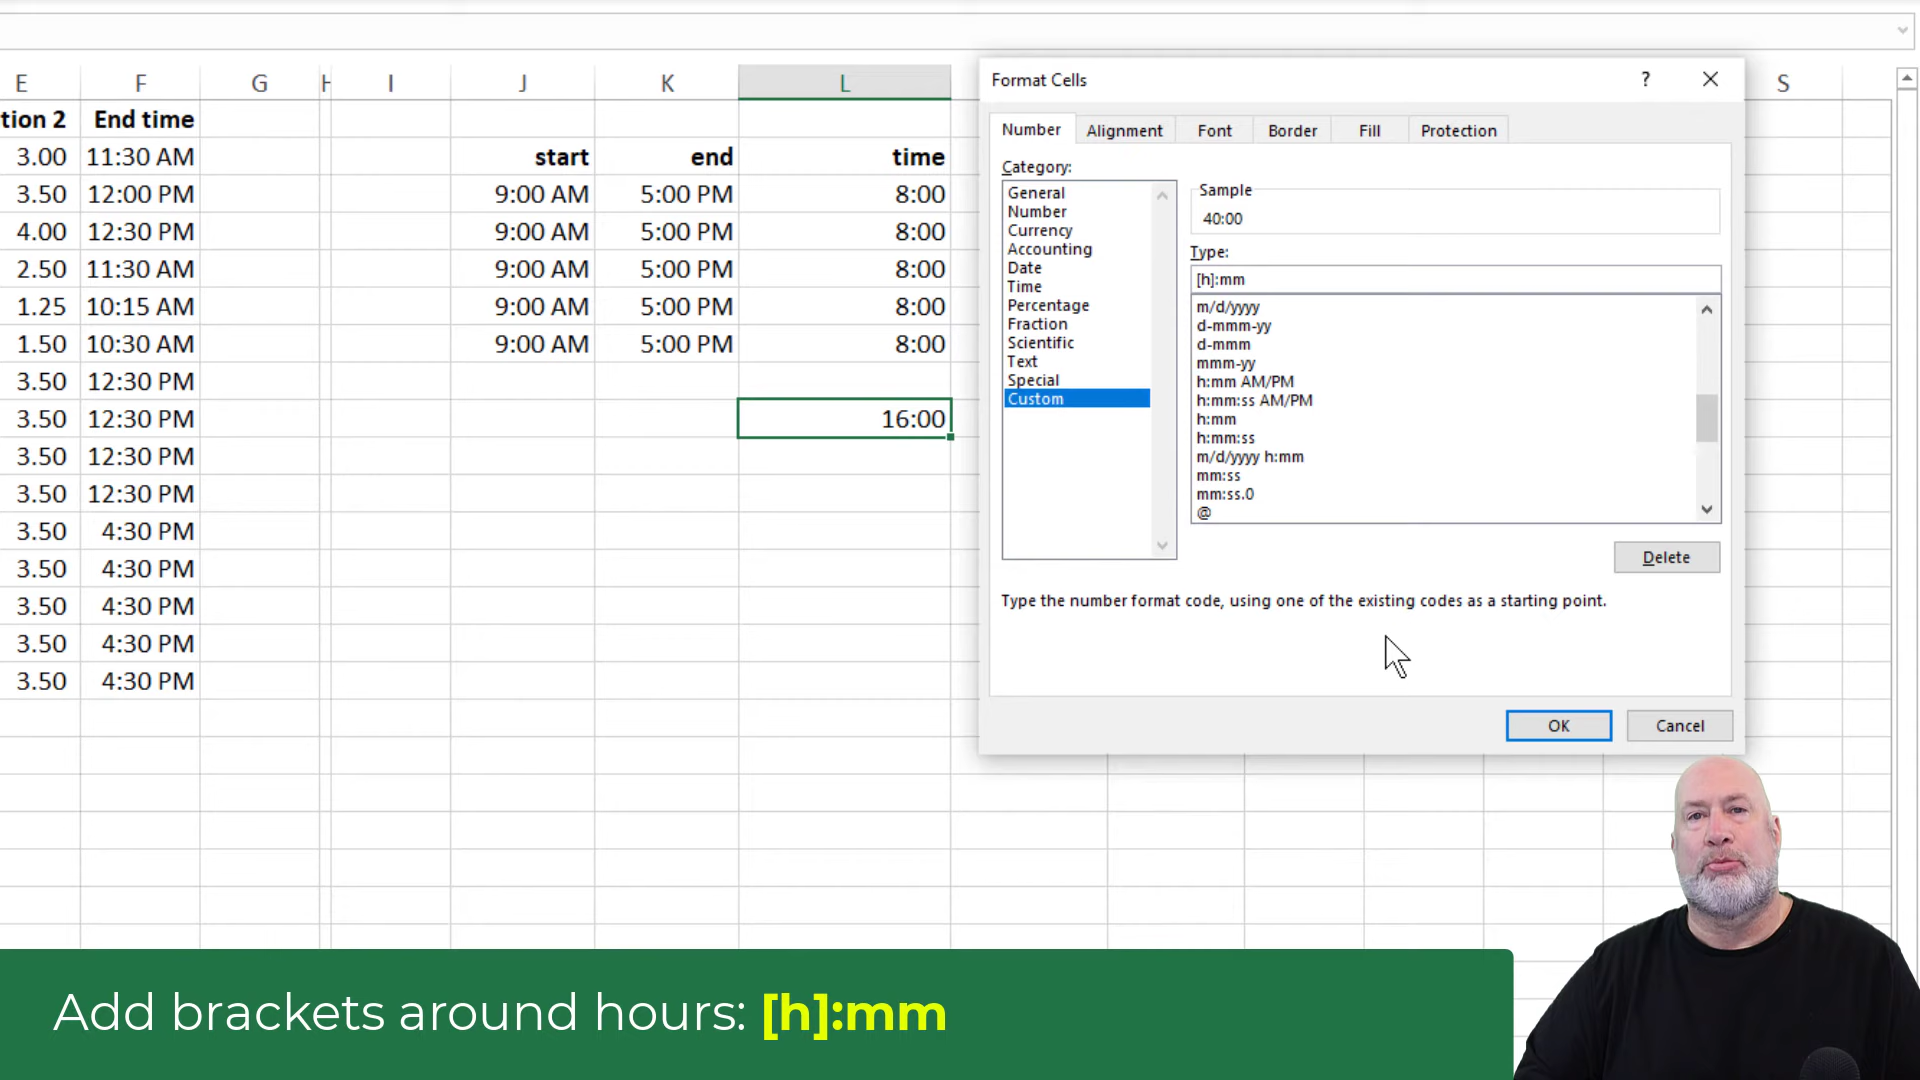 E F G H I J K L S
tion 2 End time
3.00 11:30 AM start end time
3.50 12:00 PM 9:00 AM 5:00 PM 8:00
4.00 12:30 PM 9:00 AM 5:00 PM 8:00
2.50 11:30 AM 9:00 AM 5:00 PM 8:00
1.25 10:15 AM 9:00 AM 5:00 PM 8:00
1.50 10:30 AM 9:00 AM 5:00 PM 8:00
3.50 12:30 PM
3.50 12:30 PM 16:00
3.50 12:30 PM
3.50 12:30 PM
3.50 4:30 PM
3.50 4:30 PM
3.50 4:30 PM
3.50 4:30 PM
3.50 4:30 PM
Format Cells ?
Number Alignment Font Border Fill Protection
Category:
General
Number
Currency
Accounting
Date
Time
Percentage
Fraction
Scientific
Text
Special
Custom
Sample
40:00
Type:
[h]:mm
m/d/yyyy
d-mmm-yy
d-mmm
mmm-yy
h:mm AM/PM
h:mm:ss AM/PM
h:mm
h:mm:ss
m/d/yyyy h:mm
mm:ss
mm:ss.0
@
Delete
Type the number format code, using one of the existing codes as a starting point.
OK Cancel
Add brackets around hours: [h]:mm